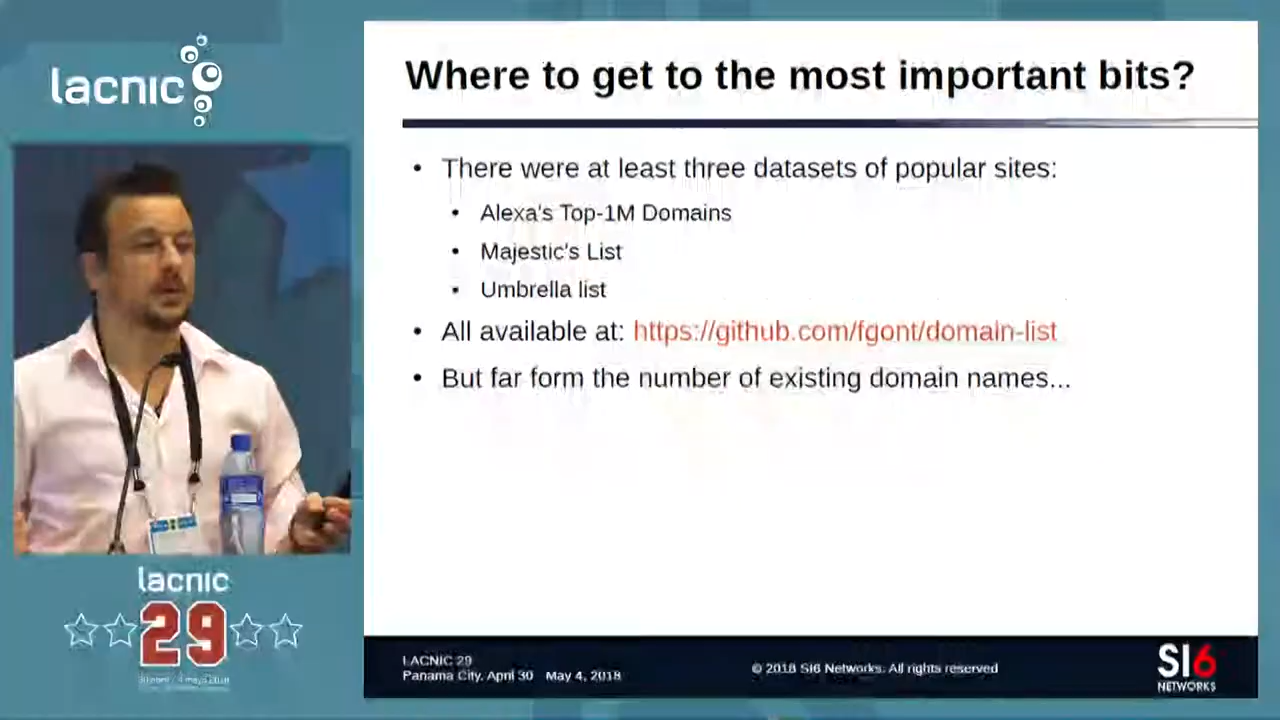 lacnic
Where to get to the most important bits?
• There were at least three datasets of popular sites:
• Alexa's Top-1M Domains
• Majestic's List
• Umbrella list
• All available at: https://github.com/fgont/domain-list
• But far form the number of existing domain names...
lacnic
29
LACNIC 29
Panama City, April 30 May 4, 2018
© 2018 SI6 Networks. All rights reserved
SI6
NETWORKS